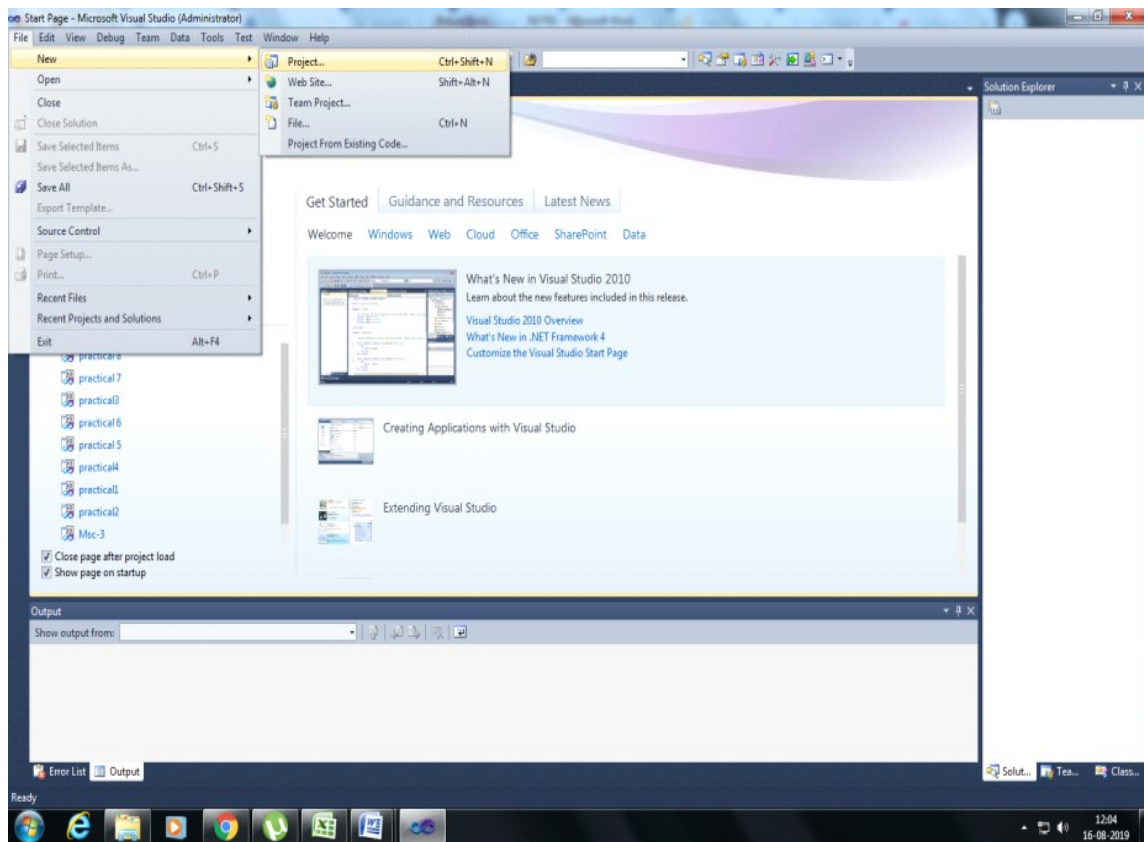 Start Page - Microsoft Visual Studio (Administrator)
File Edit View Debug Team Data Tools Test Window Help
New
Project... Ctrl+Shift+N
Open
Web Site... Shift+Alt+N
Close
Team Project...
Close Solution
File... Ctrl+N
Save Selected Items Ctrl+S
Project From Existing Code...
Save Selected Items As...
Save All Ctrl+Shift+S
Export Template...
Source Control
Page Setup...
Print... Ctrl+P
Recent Files
Recent Projects and Solutions
Exit Alt+F4
Solution Explorer
Get Started Guidance and Resources Latest News
Welcome Windows Web Cloud Office SharePoint Data
What's New in Visual Studio 2010
Learn about the new features included in this release.
Visual Studio 2010 Overview
What's New in .NET Framework 4
Customize the Visual Studio Start Page
Creating Applications with Visual Studio
Extending Visual Studio
practical 7
practical3
practical 6
practical 5
practical4
practical1
practical2
Msc-3
Close page after project load
Show page on startup
Output
Show output from:
Error List Output
Solut... Tea... Class...
Ready
12:04
16-08-2019